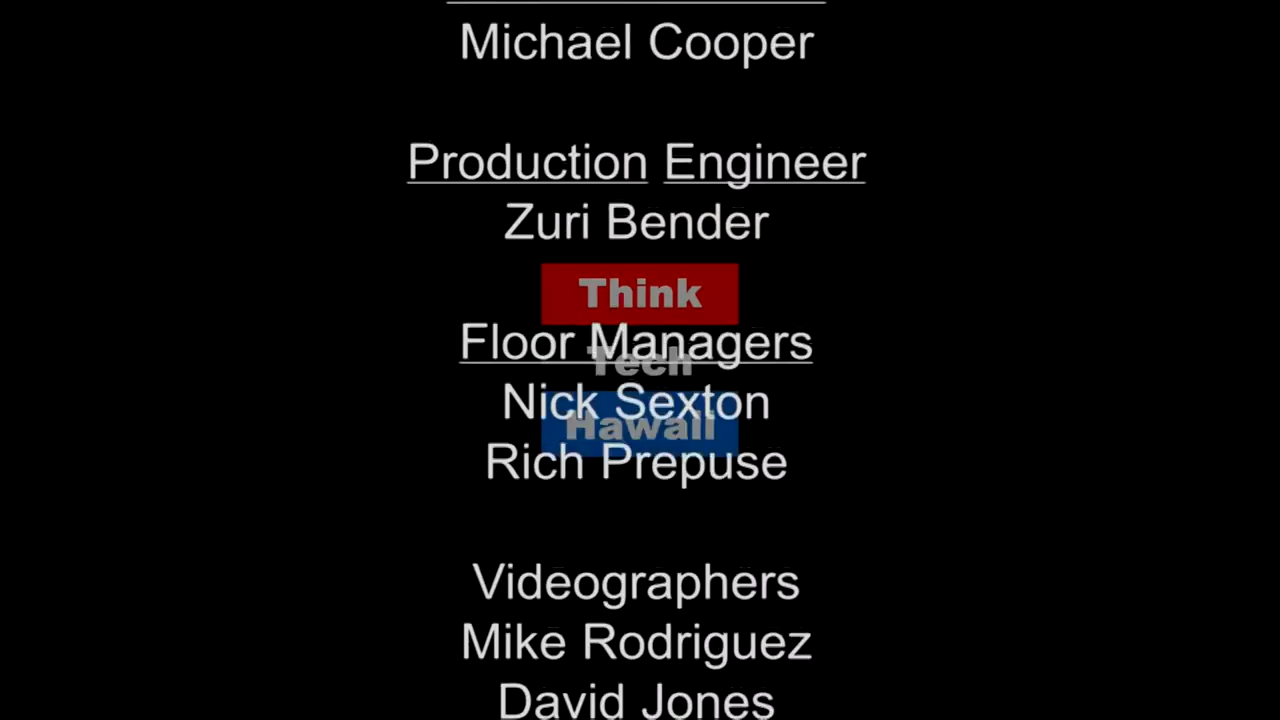 Michael Cooper
Production Engineer
Zuri Bender
Think
Floor Managers
Tech
Nick Sexton
Hawaii
Rich Prepuse
Videographers
Mike Rodriguez
David Jones